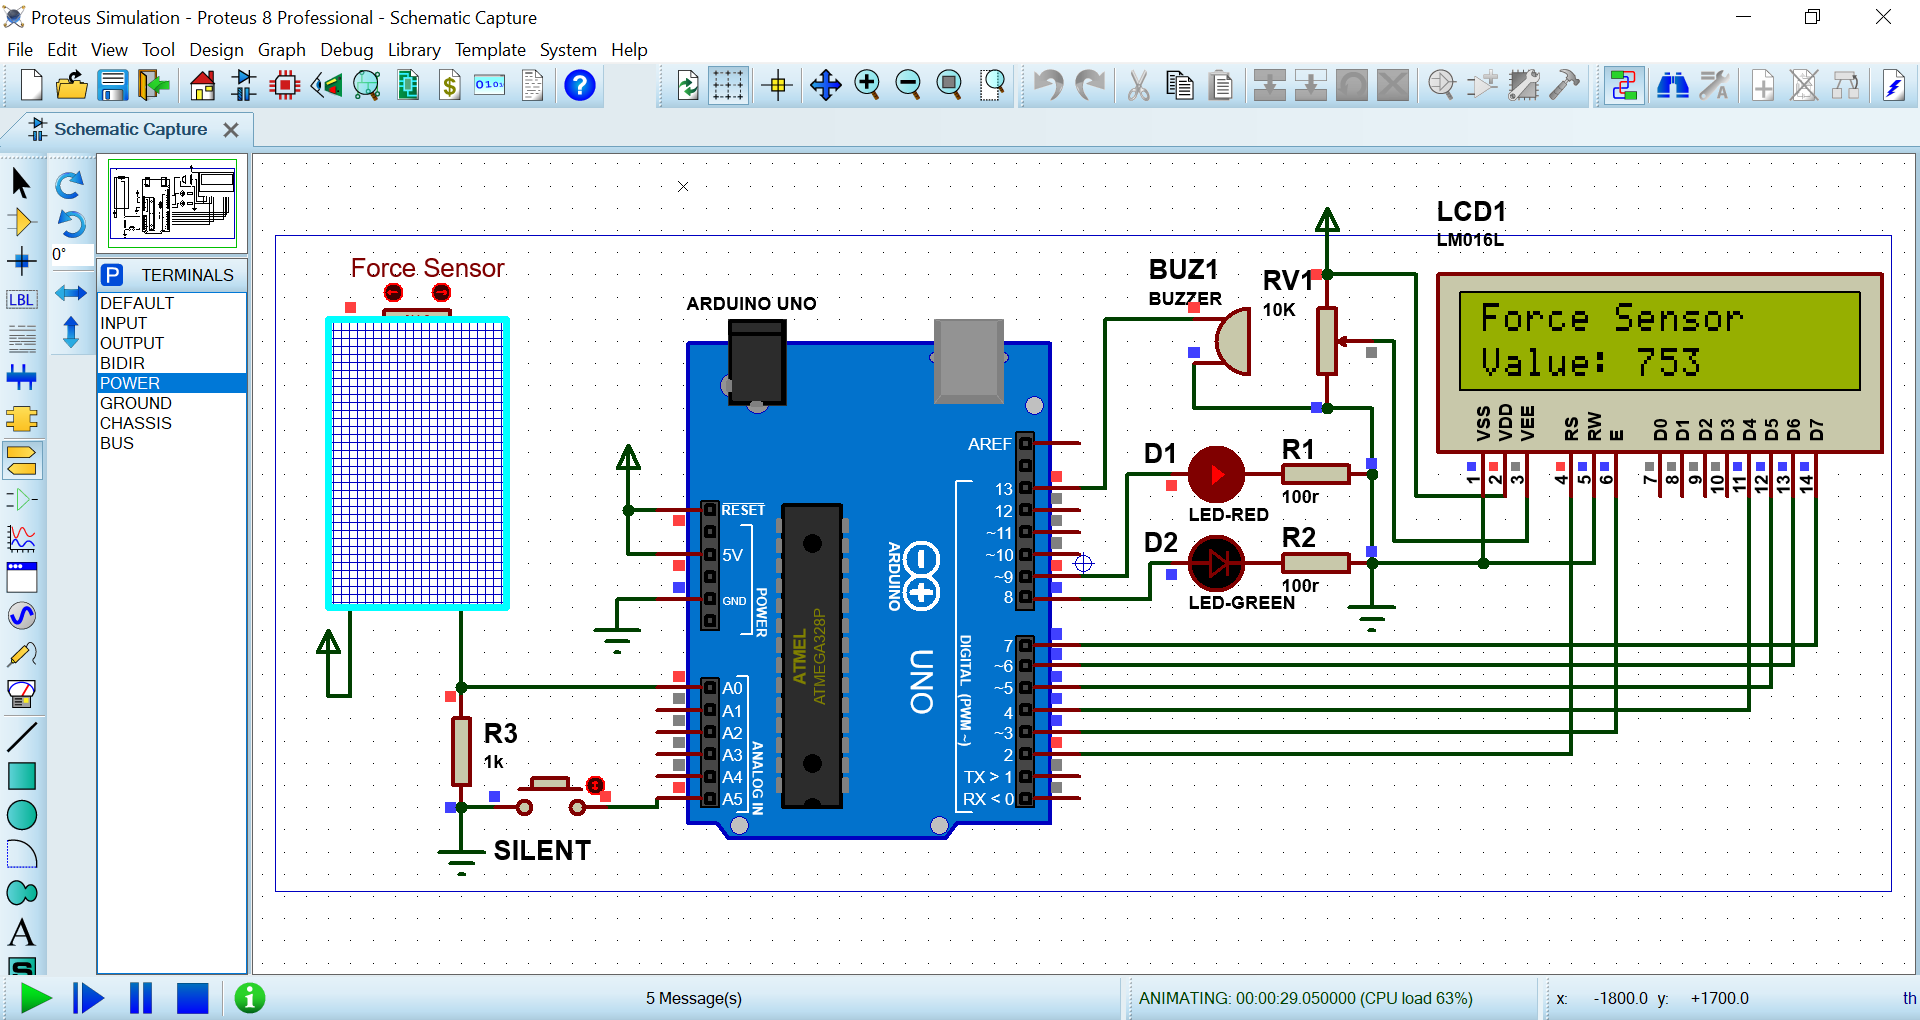 Proteus Simulation - Proteus 8 Professional - Schematic Capture
File Edit View Tool Design Graph Debug Library Template System Help
Schematic Capture
0°
P TERMINALS
DEFAULT
INPUT
OUTPUT
BIDIR
POWER
GROUND
CHASSIS
BUS
LBL
A
S
Force Sensor
R3
1k
SILENT
ARDUINO UNO
RESET
5V
GND
POWER
A0
A1
A2
A3
A4
A5
ANALOG IN
ATMEL
ATMEGA328P
ARDUINO
UNO
AREF
13
12
~11
~10
~9
8
7
~6
~5
4
~3
2
TX > 1
RX < 0
DIGITAL (PWM ~)
BUZ1
BUZZER
RV1
10K
D1
LED-RED
R1
100r
D2
LED-GREEN
R2
100r
LCD1
LM016L
Force Sensor
Value: 753
VSS VDD VEE RS RW E D0 D1 D2 D3 D4 D5 D6 D7
1 2 3 4 5 6 7 8 9 10 11 12 13 14
5 Message(s)
ANIMATING: 00:00:29.050000 (CPU load 63%)
x: -1800.0 y: +1700.0 th